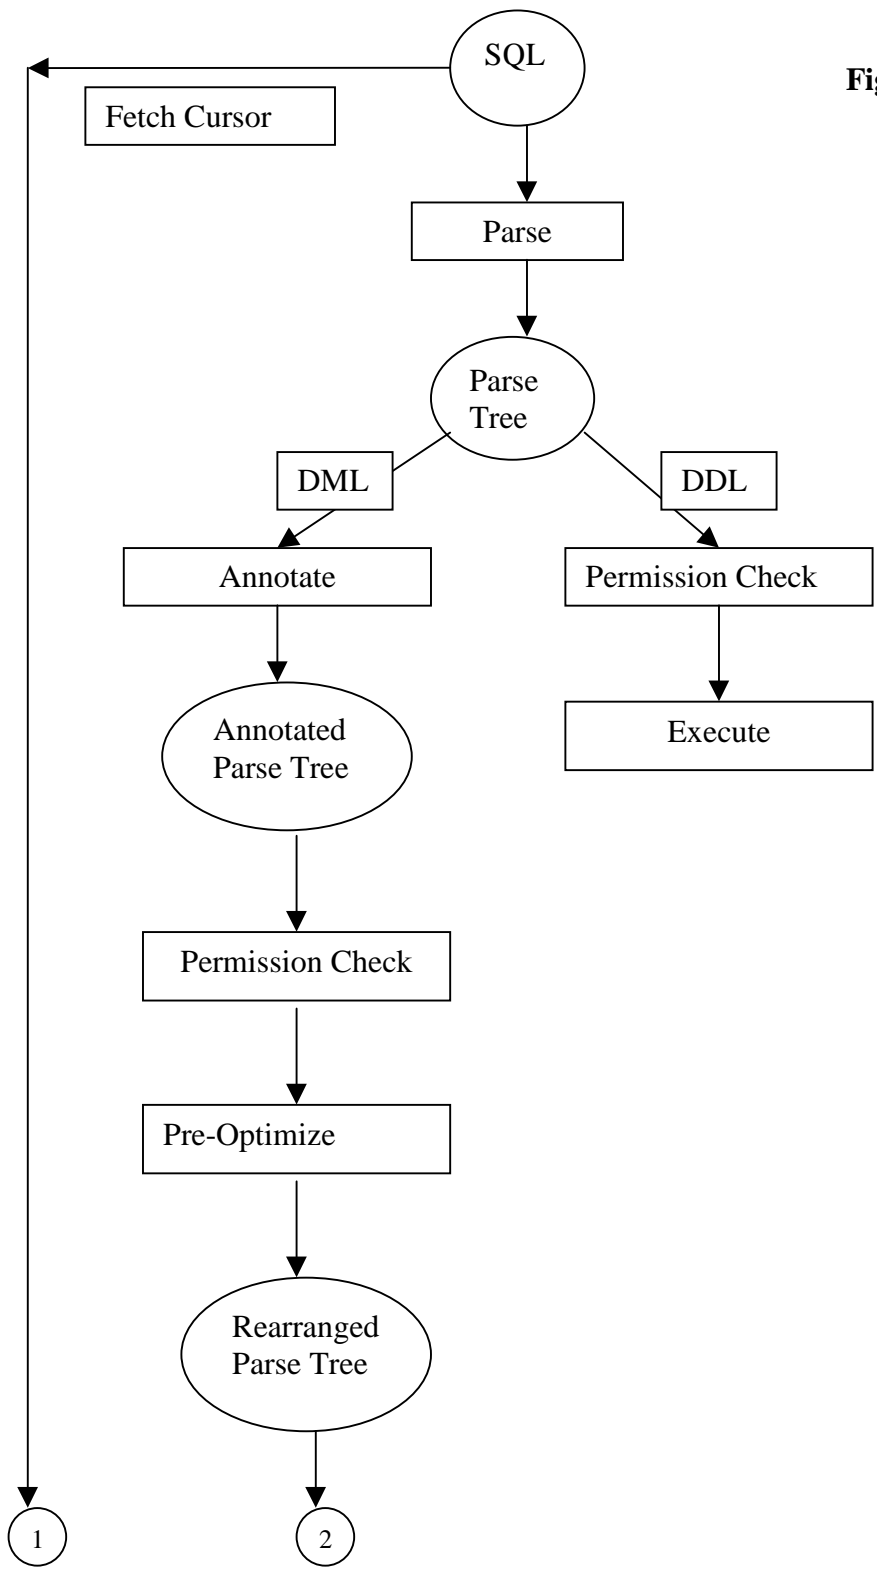 SQL
Fig
Fetch Cursor
Parse
Parse
Tree
DML
DDL
Annotate
Permission Check
Annotated
Parse Tree
Execute
Permission Check
Pre-Optimize
Rearranged
Parse Tree
1
2